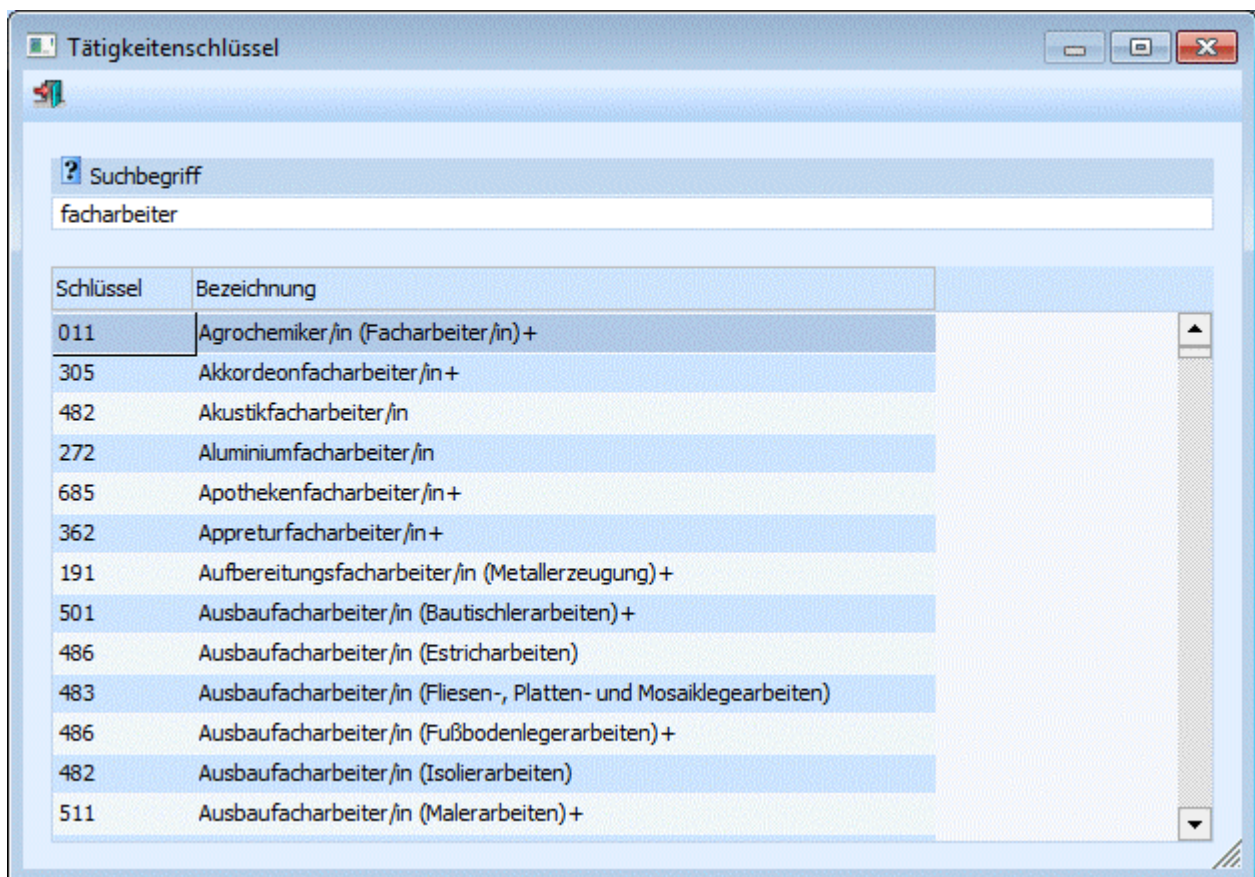 Tätigkeitenschlüssel
Suchbegriff
facharbeiter
Schlüssel Bezeichnung
011 Agrochemiker/in (Facharbeiter/in)+
305 Akkordeonfacharbeiter/in+
482 Akustikfacharbeiter/in
272 Aluminiumfacharbeiter/in
685 Apothekenfacharbeiter/in+
362 Appreturfacharbeiter/in+
191 Aufbereitungsfacharbeiter/in (Metallerzeugung)+
501 Ausbaufacharbeiter/in (Bautischlerarbeiten)+
486 Ausbaufacharbeiter/in (Estricharbeiten)
483 Ausbaufacharbeiter/in (Fliesen-, Platten- und Mosaiklegearbeiten)
486 Ausbaufacharbeiter/in (Fußbodenlegerarbeiten)+
482 Ausbaufacharbeiter/in (Isolierarbeiten)
511 Ausbaufacharbeiter/in (Malerarbeiten)+